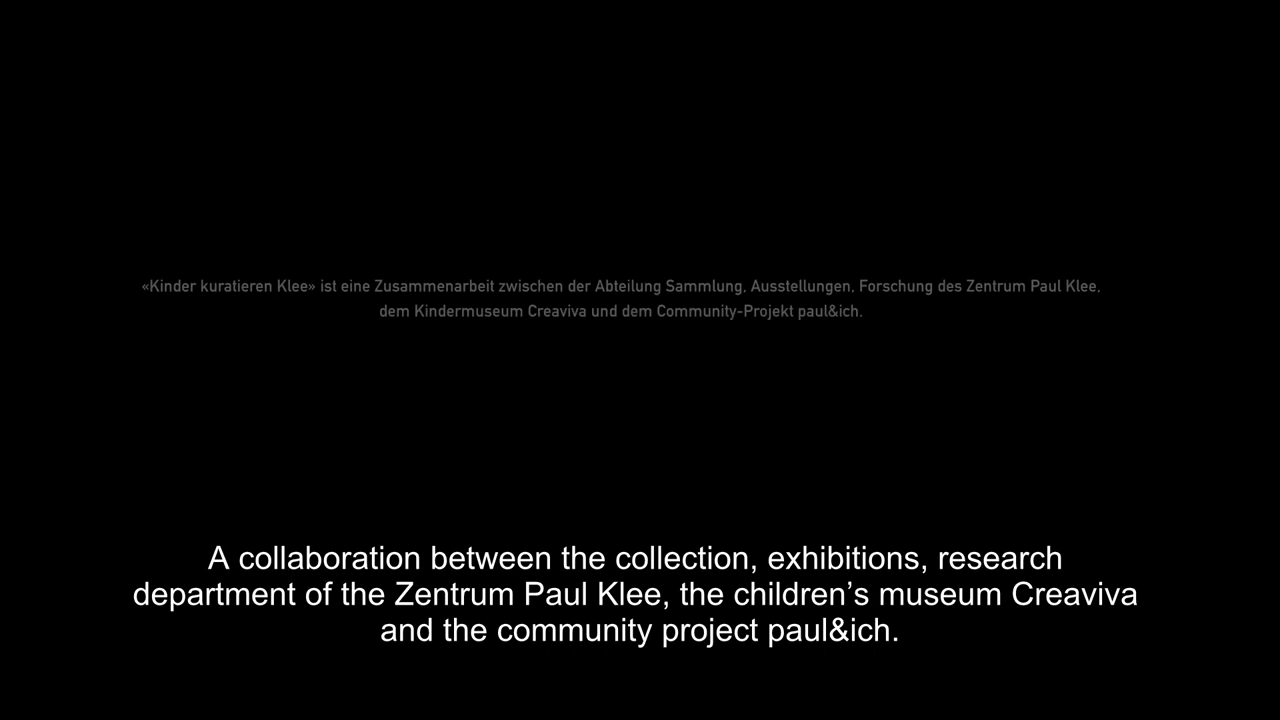 «Kinder kuratieren Klee» ist eine Zusammenarbeit zwischen der Abteilung Sammlung, Ausstellungen, Forschung des Zentrum Paul Klee,
dem Kindermuseum Creaviva und dem Community-Projekt paul&ich.
A collaboration between the collection, exhibitions, research
department of the Zentrum Paul Klee, the children’s museum Creaviva
and the community project paul&ich.